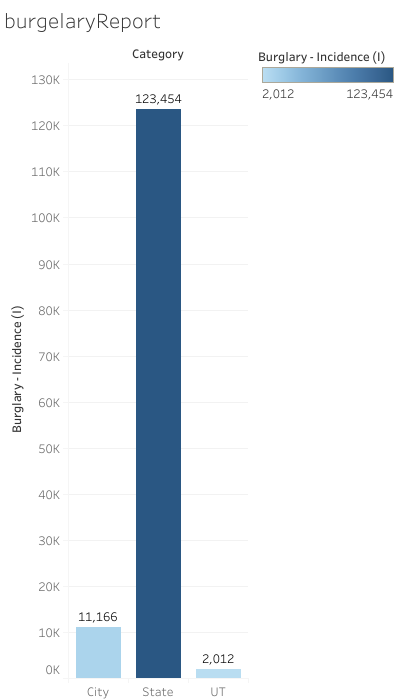 burgelaryReport
Category
Burglary - Incidence (I)
2,012 123,454
130K
123,454
120K
110K
100K
90K
80K
70K
60K
50K
40K
30K
20K
10K
0K
Burglary - Incidence (I)
11,166
2,012
City State UT